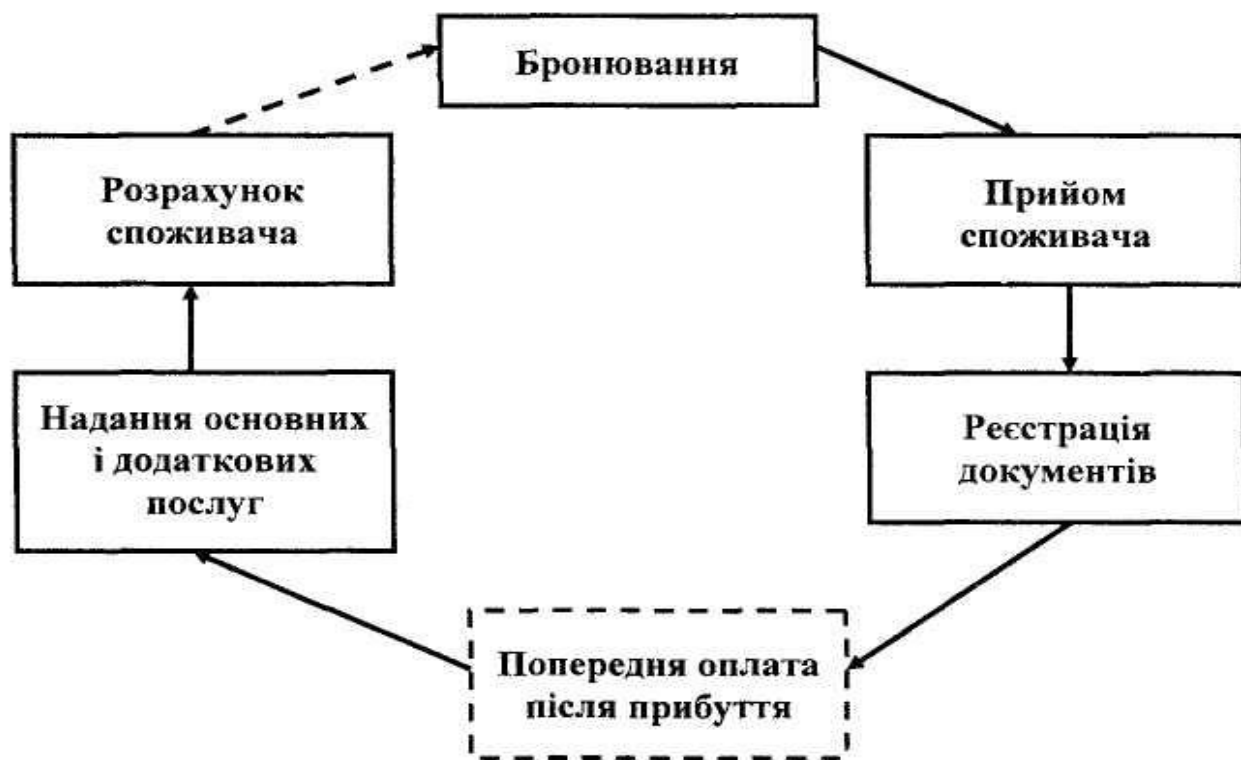 Бронювання
Розрахунок
споживача
Прийом
споживача
Надання основних
і додаткових
послуг
Реєстрація
документів
Попередня оплата
після прибуття